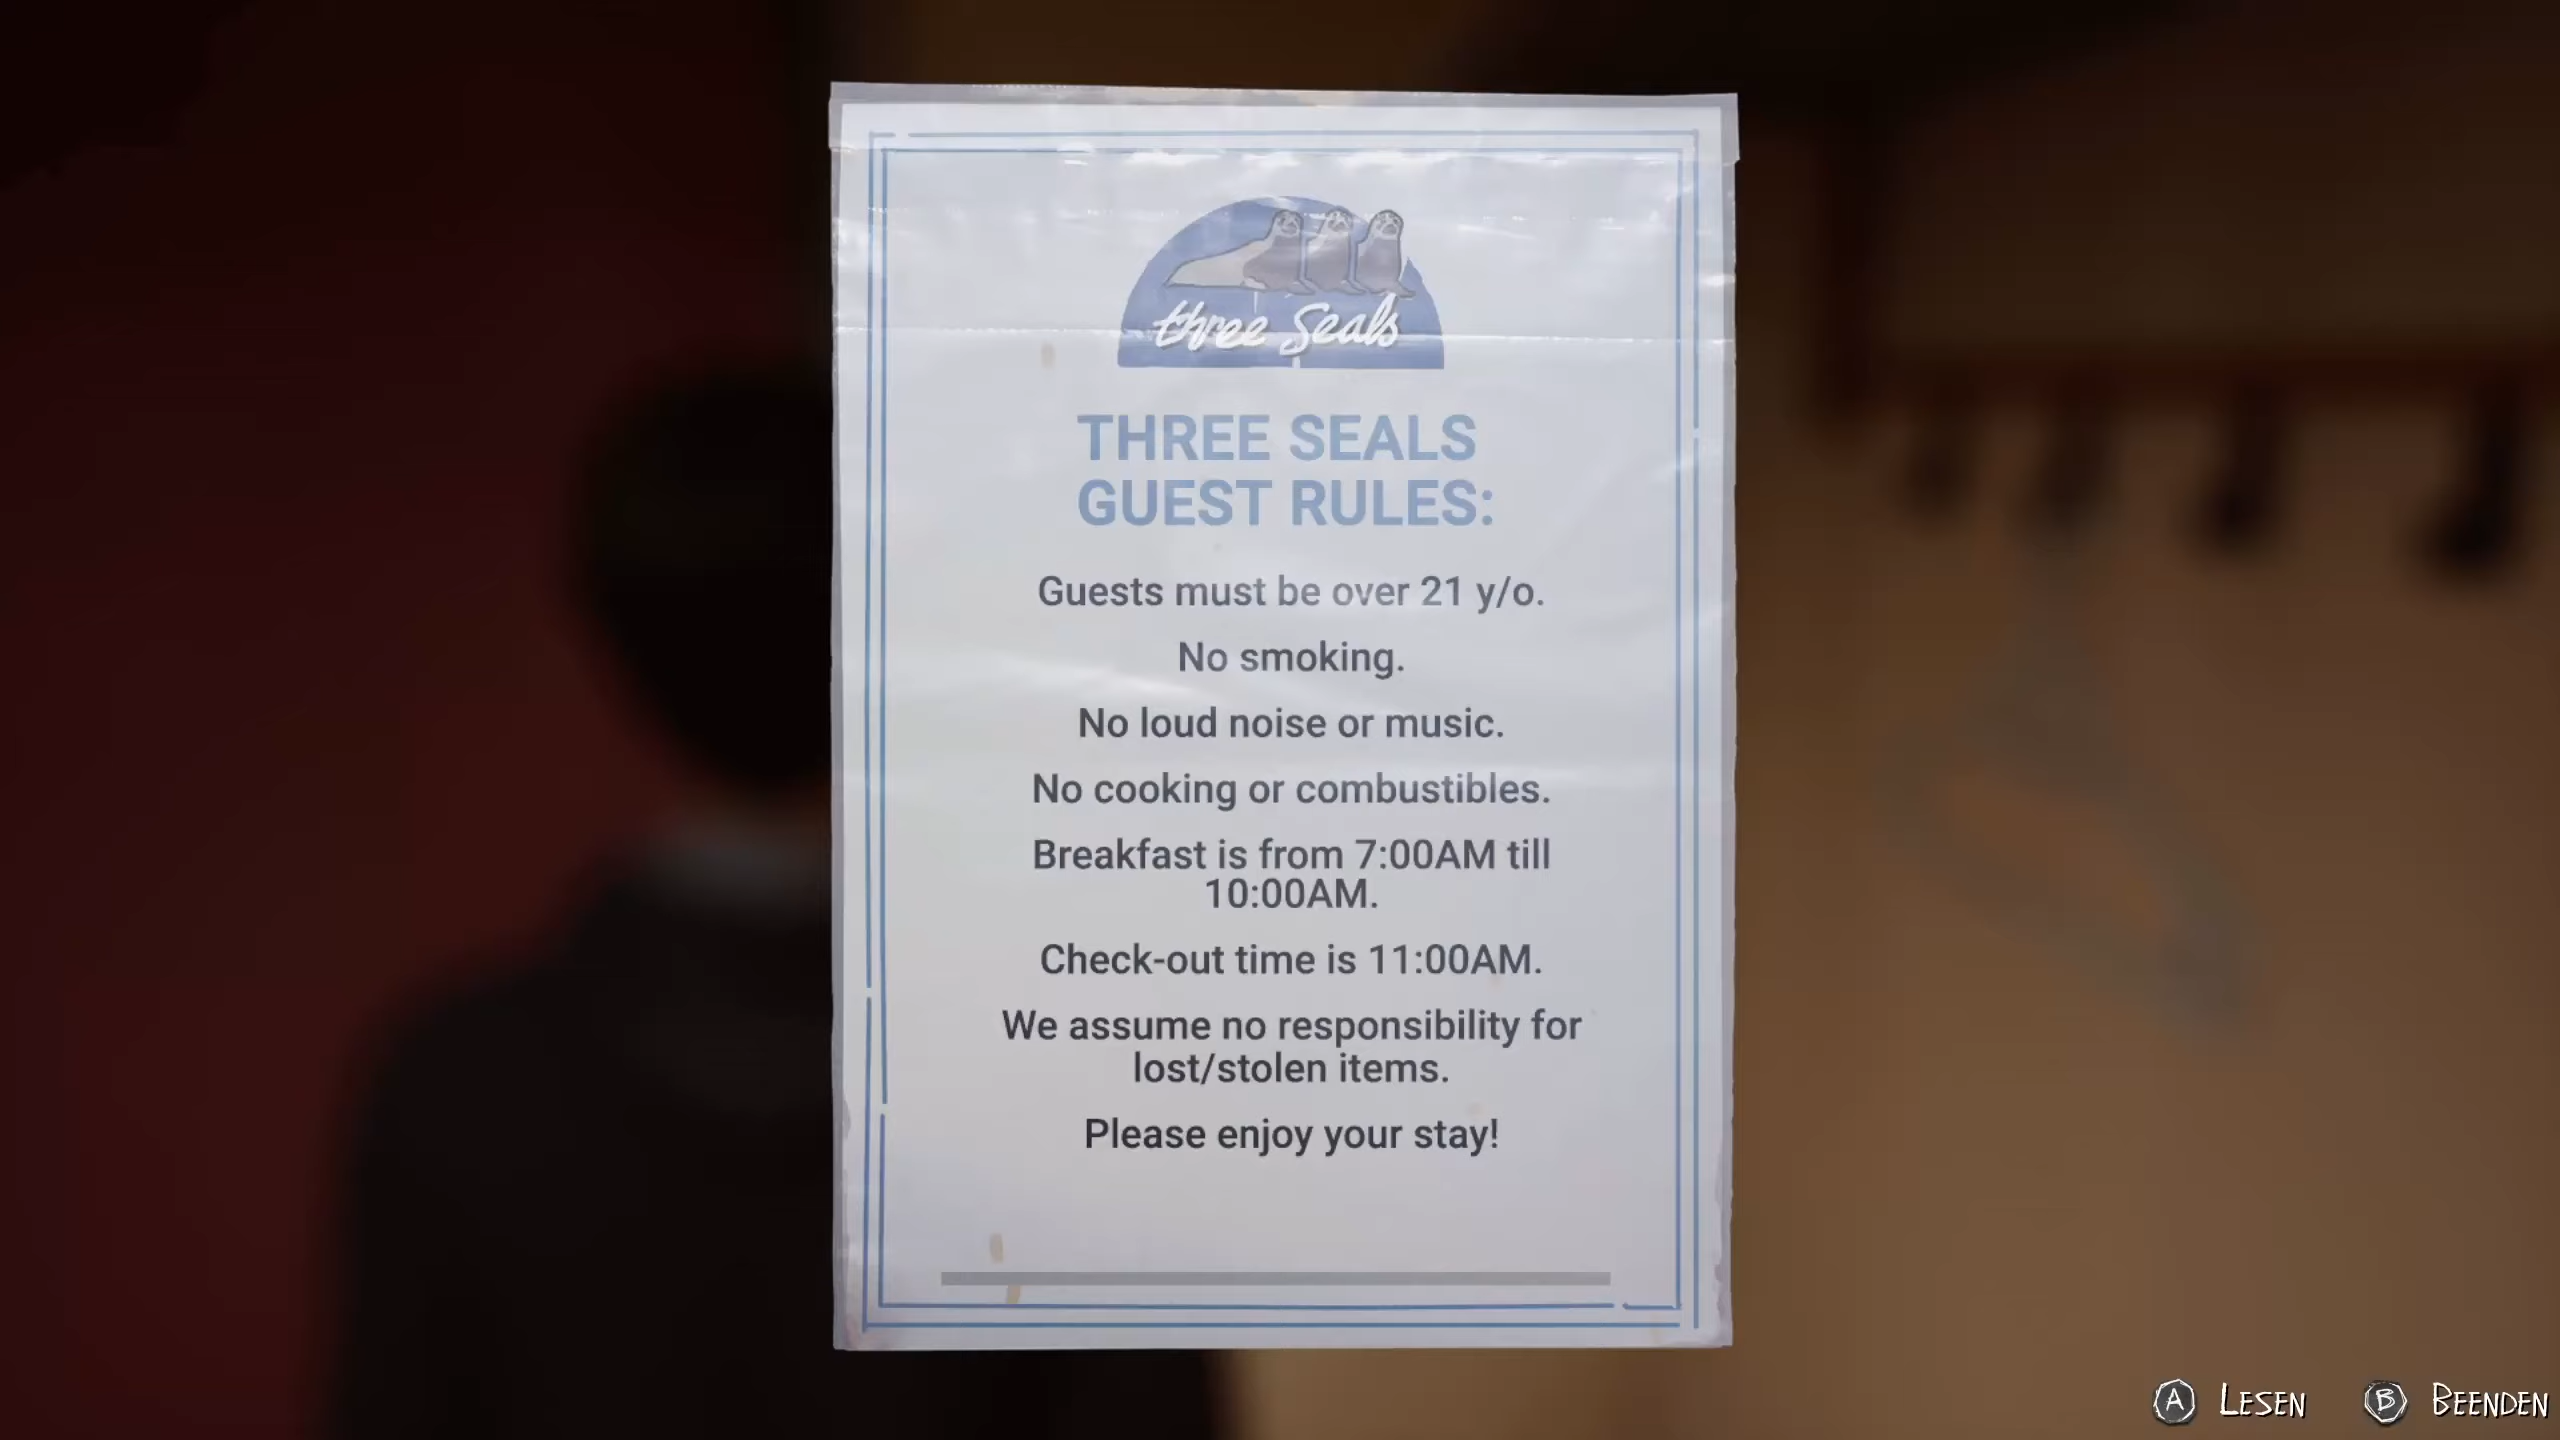 three Seals
THREE SEALS
GUEST RULES:
Guests must be over 21 y/o.
No smoking.
No loud noise or music.
No cooking or combustibles.
Breakfast is from 7:00AM till
10:00AM.
Check-out time is 11:00AM.
We assume no responsibility for
lost/stolen items.
Please enjoy your stay!
A LESEN B BEENDEN